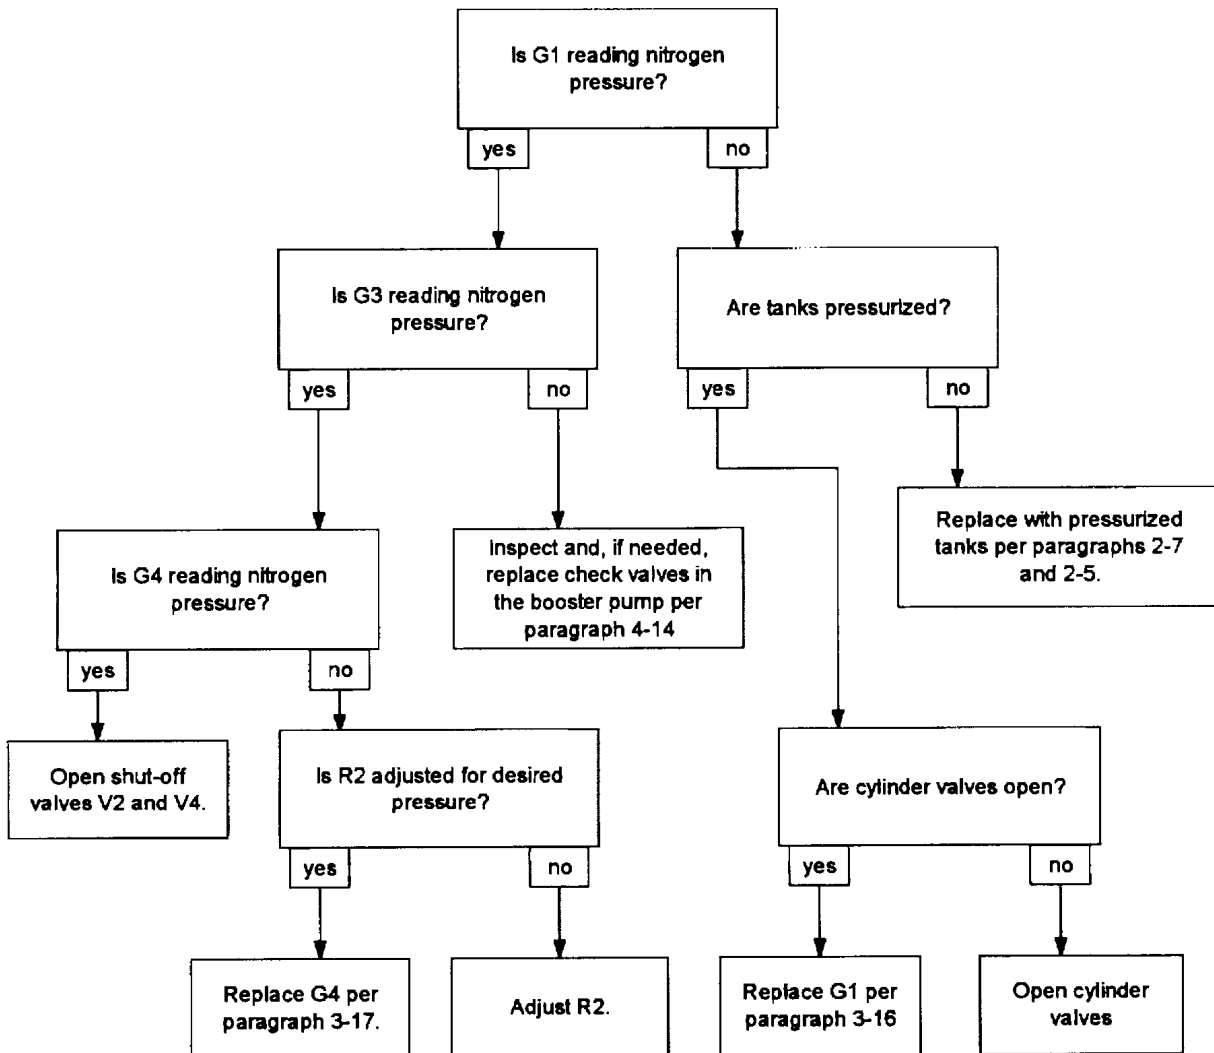 Is G1 reading nitrogen
pressure?
yes
no
Is G3 reading nitrogen
pressure?
Are tanks pressurized?
yes
no
yes
no
Is G4 reading nitrogen
pressure?
Inspect and, if needed,
replace check valves in
the booster pump per
paragraph 4-14
Replace with pressurized
tanks per paragraphs 2-7
and 2-5.
yes
no
Open shut-off
valves V2 and V4.
Is R2 adjusted for desired
pressure?
Are cylinder valves open?
yes
no
yes
no
Replace G4 per
paragraph 3-17.
Adjust R2.
Replace G1 per
paragraph 3-16
Open cylinder
valves